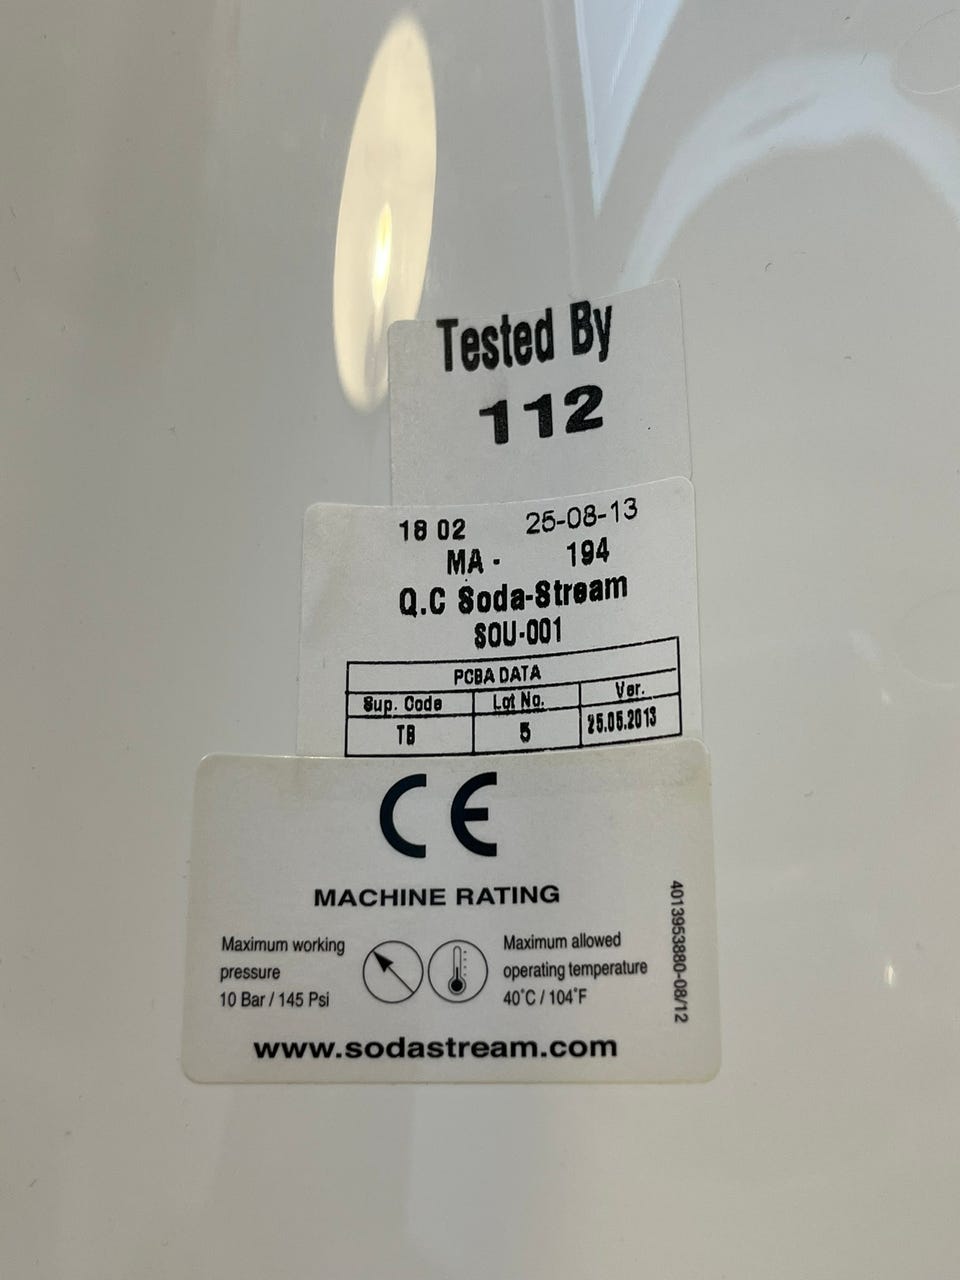 Tested By
112
18 02 25-08-13
MA - 194
Q.C Soda-Stream
SOU-001
PCBA DATA
Sup. Code Lot No. Ver.
TB 5 25.05.2013
CE
MACHINE RATING
Maximum working
pressure
10 Bar / 145 Psi
Maximum allowed
operating temperature
40°C / 104°F
4013953880-08/12
www.sodastream.com